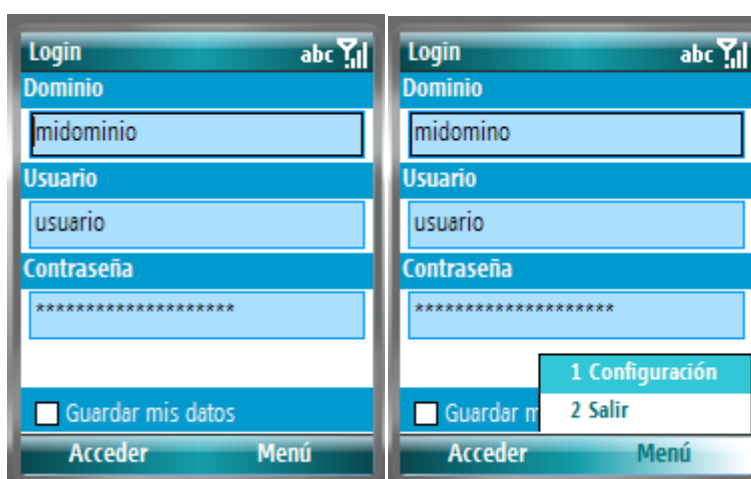 Login abc
Dominio
midominio
Usuario
usuario
Contraseña
********************
Guardar mis datos
Acceder Menú
Login abc
Dominio
midomino
Usuario
usuario
Contraseña
********************
1 Configuración
Guardar m
2 Salir
Acceder Menú